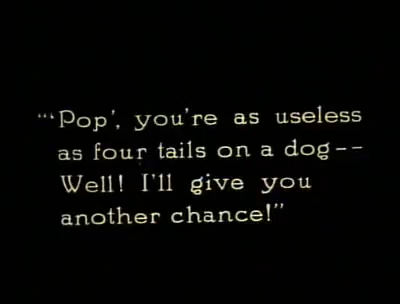 "'Pop', you're as useless
as four tails on a dog--
Well! I'll give you
another chance!"